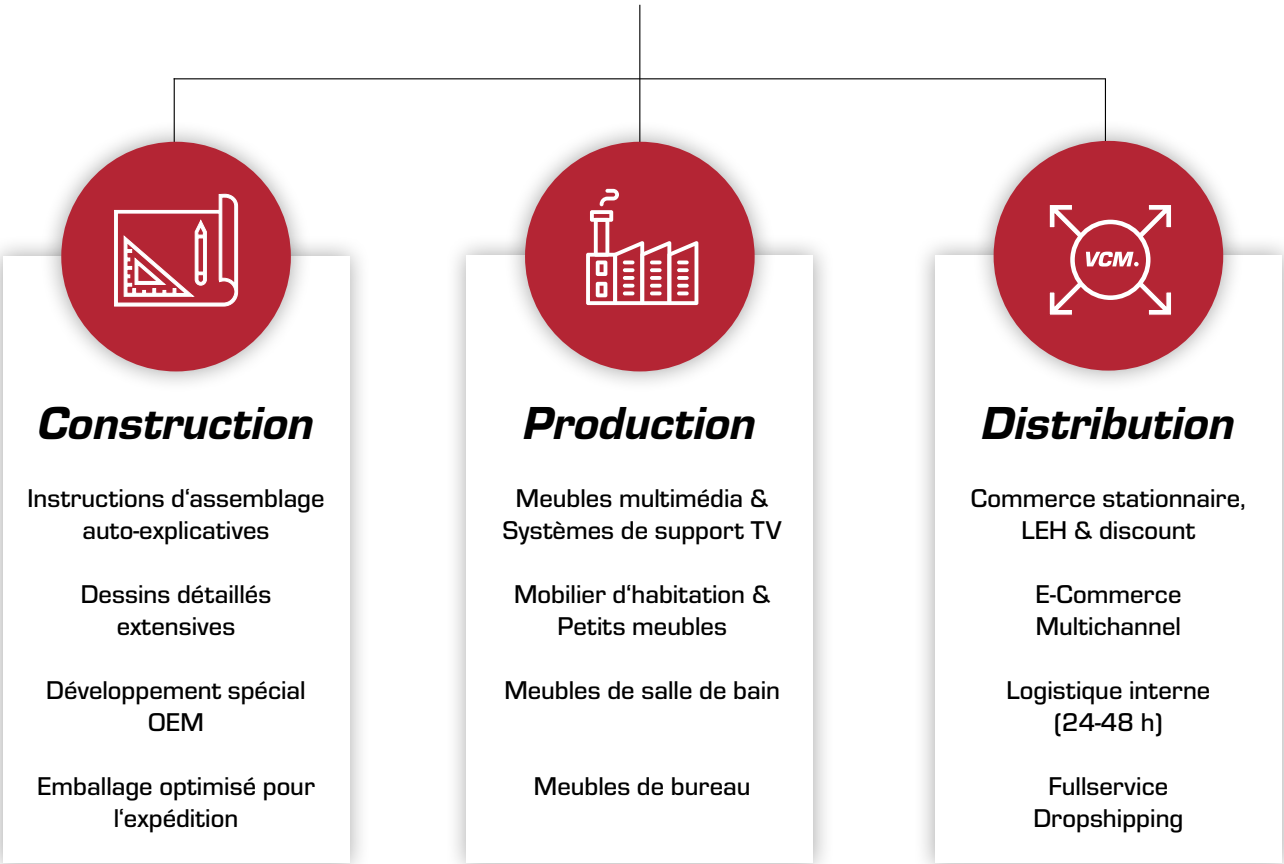 Construction
Instructions d‘assemblage
auto-explicatives
Dessins détaillés
extensives
Développement spécial
OEM
Emballage optimisé pour
l‘expédition
Production
Meubles multimédia &
Systèmes de support TV
Mobilier d‘habitation &
Petits meubles
Meubles de salle de bain
Meubles de bureau
VCM.
Distribution
Commerce stationnaire,
LEH & discount
E-Commerce
Multichannel
Logistique interne
(24-48 h)
Fullservice
Dropshipping